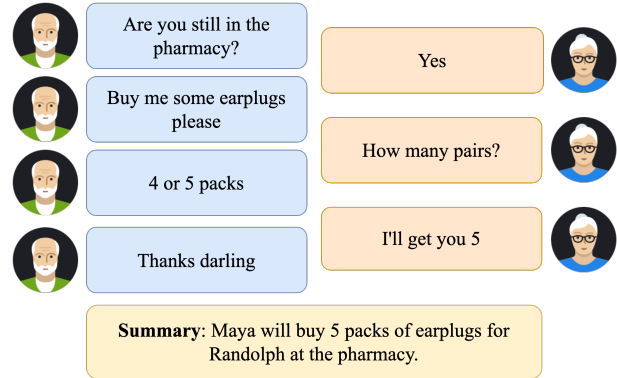 Are you still in the
pharmacy?
Yes
Buy me some earplugs
please
How many pairs?
4 or 5 packs
I'll get you 5
Thanks darling
Summary: Maya will buy 5 packs of earplugs for
Randolph at the pharmacy.